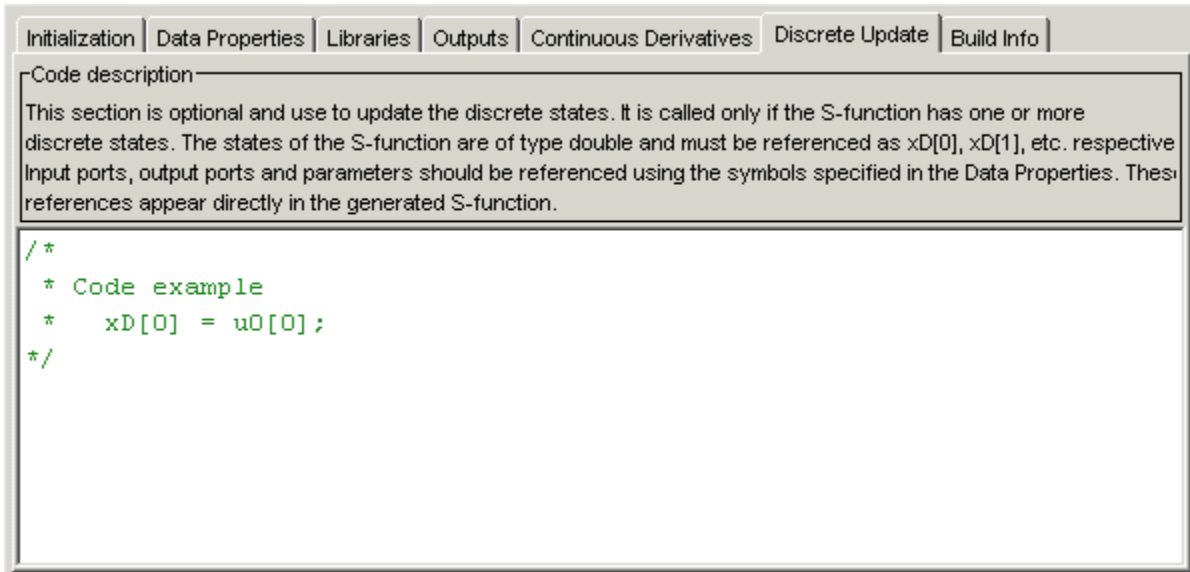 Initialization Data Properties Libraries Outputs Continuous Derivatives Discrete Update Build Info
Code description
This section is optional and use to update the discrete states. It is called only if the S-function has one or more
discrete states. The states of the S-function are of type double and must be referenced as xD[0], xD[1], etc. respective
Input ports, output ports and parameters should be referenced using the symbols specified in the Data Properties. Thes
references appear directly in the generated S-function.
/*
* Code example
* xD[0] = u0[0];
*/